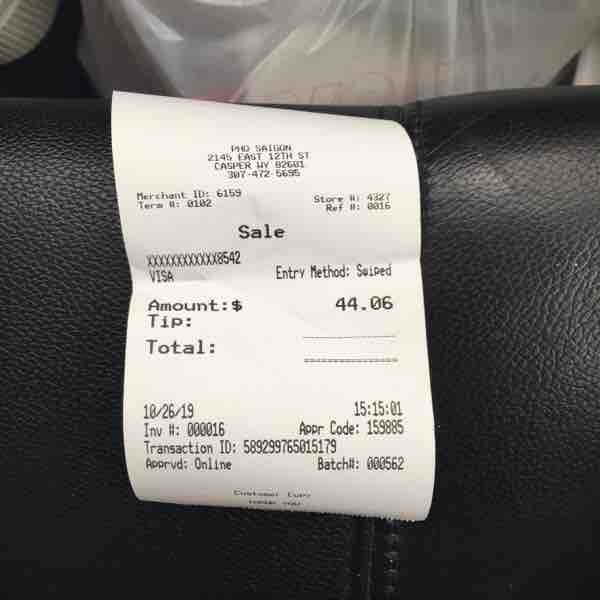 PHO SAIGON
2145 EAST 12TH ST
CASPER WY 82601
307-472-5695
Merchant ID: 6159
Store #: 4327
Term #: 0102
Ref #: 0016
Sale
XXXXXXXXXXXX8542
VISA
Entry Method: Swiped
Amount:$ 44.06
Tip:
Total:
10/26/19 15:15:01
Inv #: 000016 Appr Code: 159885
Transaction ID: 589299765015179
Apprvd: Online Batch#: 000562
Customer Copy
THANK YOU